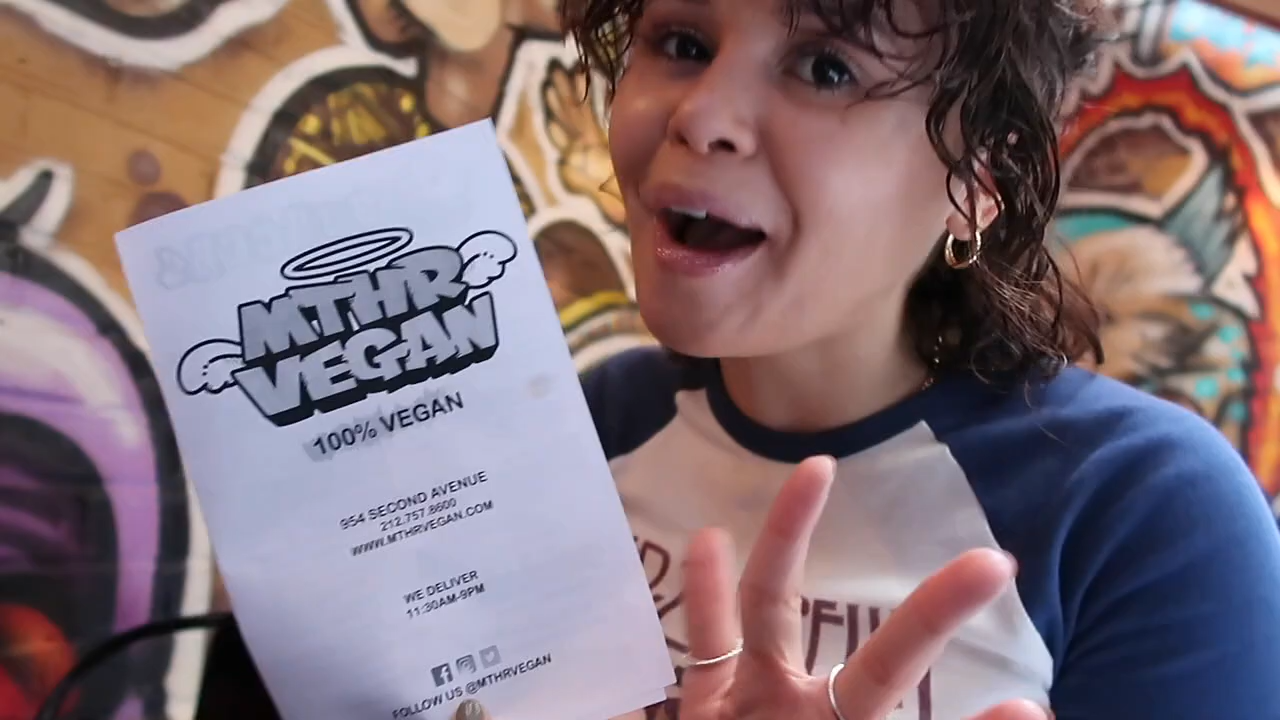 MTHR
VEGAN
100% VEGAN
954 SECOND AVENUE
212.757.8600
WWW.MTHRVEGAN.COM
WE DELIVER
11:30AM-9PM
FOLLOW US @MTHRVEGAN